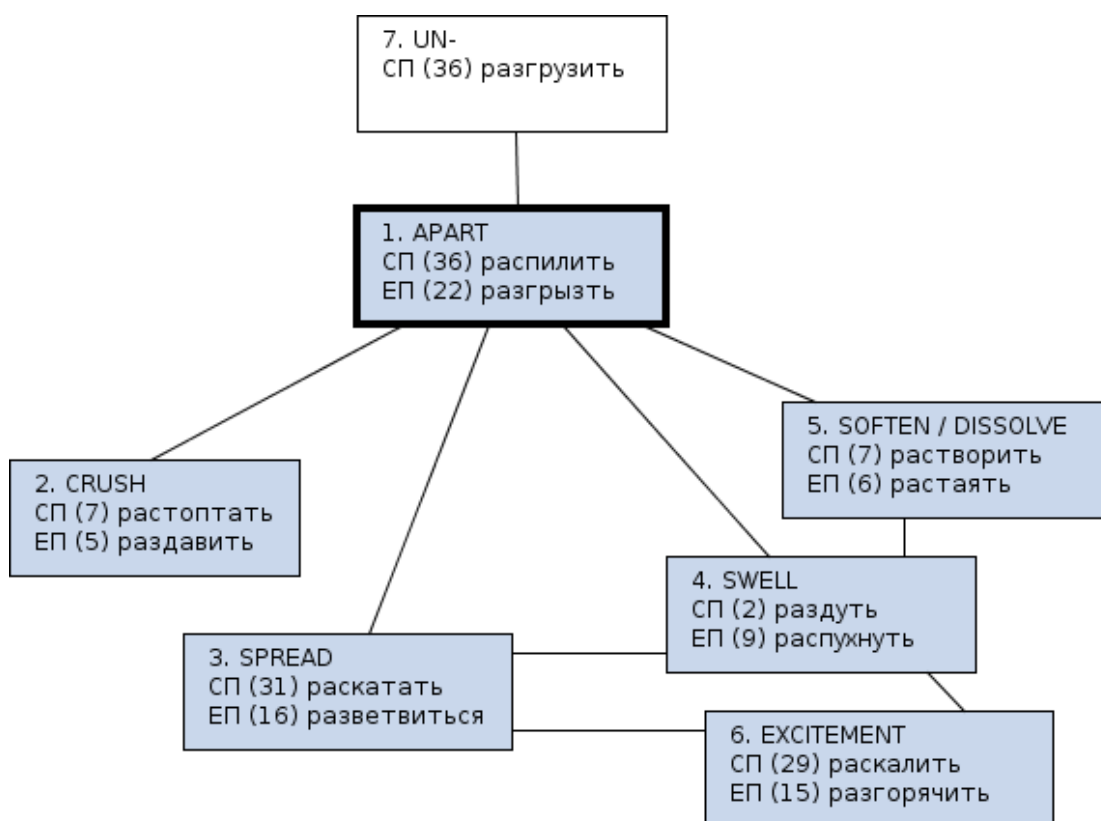 7. UN-
СП (36) разгрузить
1. APART
СП (36) распилить
ЕП (22) разгрызть
5. SOFTEN / DISSOLVE
СП (7) растворить
ЕП (6) растаять
2. CRUSH
СП (7) растоптать
ЕП (5) раздавить
4. SWELL
СП (2) раздуть
ЕП (9) распухнуть
3. SPREAD
СП (31) раскатать
ЕП (16) разветвиться
6. EXCITEMENT
СП (29) раскалить
ЕП (15) разгорячить